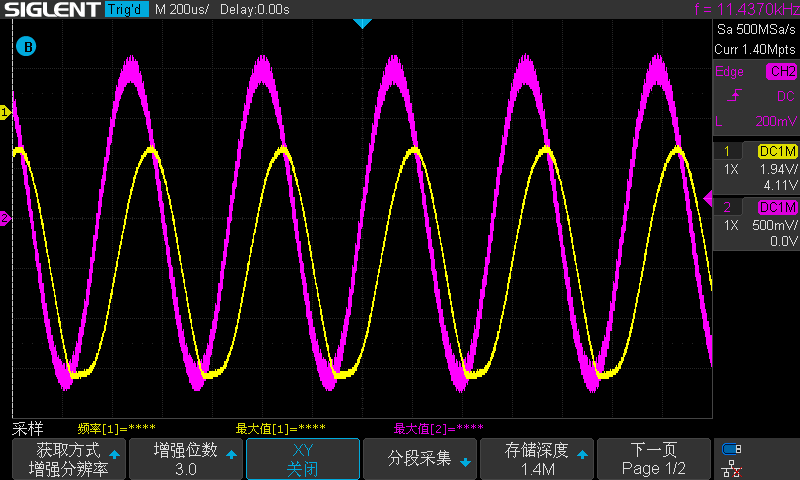 SIGLENT Trig'd M 200us/ Delay:0.00s f = 11.4370kHz
Sa 500MSa/s
Curr 1.40Mpts
B
Edge CH2
DC
L 200mV
1
1 DC1M
1X 1.94V/
4.11V
2
2 DC1M
1X 500mV/
0.0V
采样 频率[1]=**** 最大值[1]=**** 最大值[2]=****
获取方式
增强分辨率
增强位数
3.0
XY
关闭
分段采集
存储深度
1.4M
下一页
Page 1/2